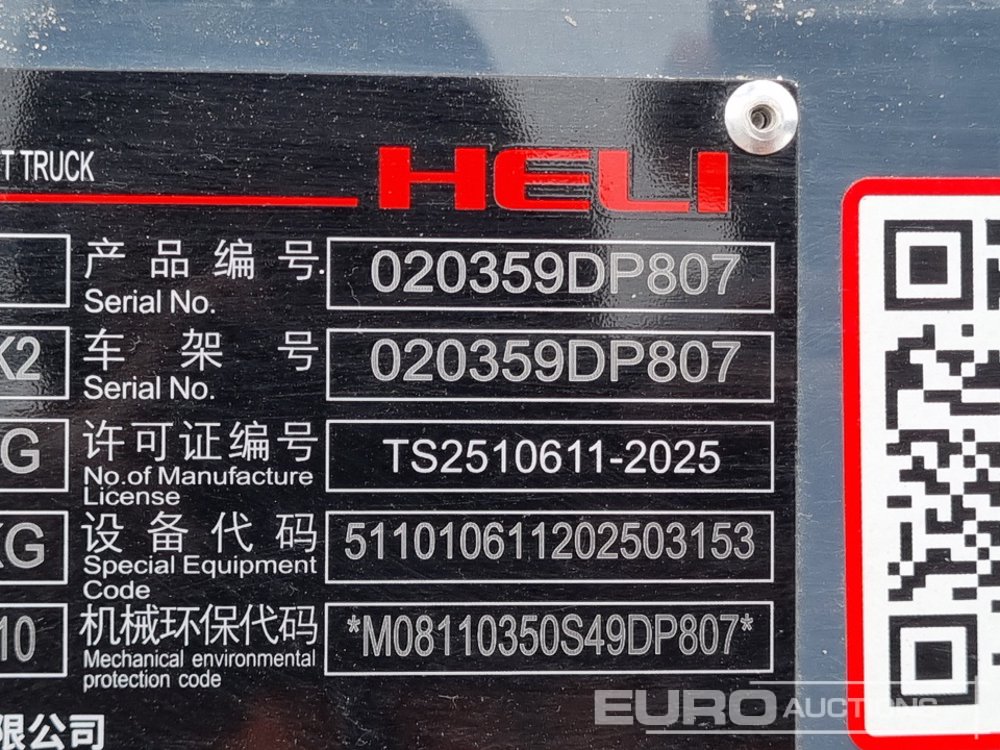 T TRUCK
HELI
产品编号
Serial No.
020359DP807
K2
车架号
Serial No.
020359DP807
G
许可证编号
No.of Manufacture
License
TS2510611-2025
KG
设备代码
Special Equipment
Code
511010611202503153
10
机械环保代码
Mechanical environmental
protection code
*M08110350S49DP807*
限公司
EURO AUCTIONS